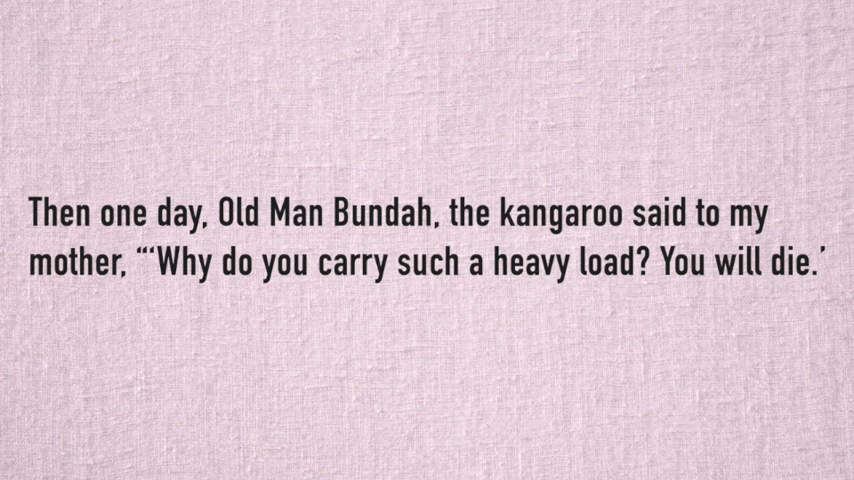 Then one day, Old Man Bundah, the kangaroo said to my
mother, “‘Why do you carry such a heavy load? You will die.’